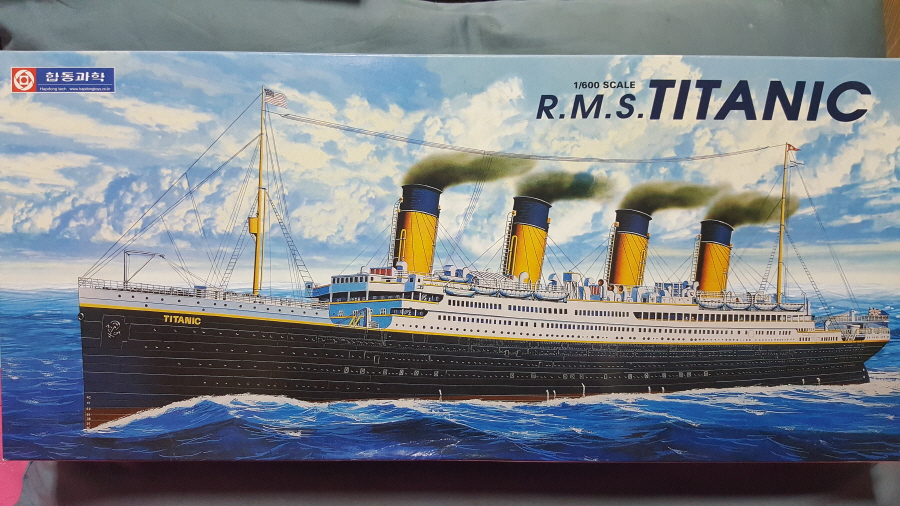 합동과학
1/600 SCALE
R.M.S. TITANIC
TITANIC